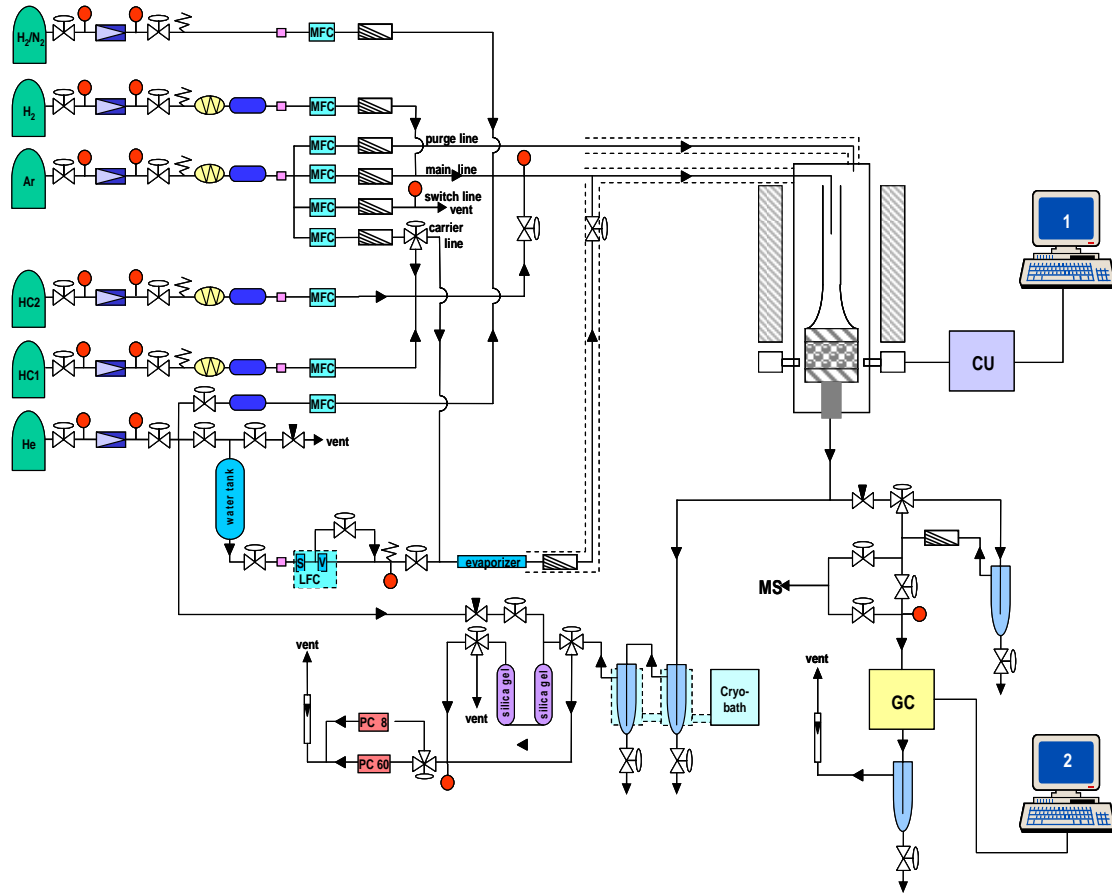 H2/N2
MFC
H2
MFC
MFC
purge line
Ar
MFC
main line
MFC
switch line
vent
MFC
carrier
line
1
HC2
MFC
HC1
MFC
CU
MFC
He
vent
water tank
S
V
LFC
evaporizer
MS
vent
silica gel
silica gel
vent
Cryo-
bath
vent
GC
PC 8
PC 60
2